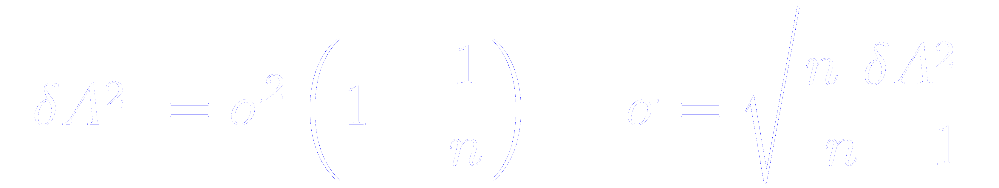 δΛ² = σ² ( 1 1 n ) σ = √ n δΛ² n 1